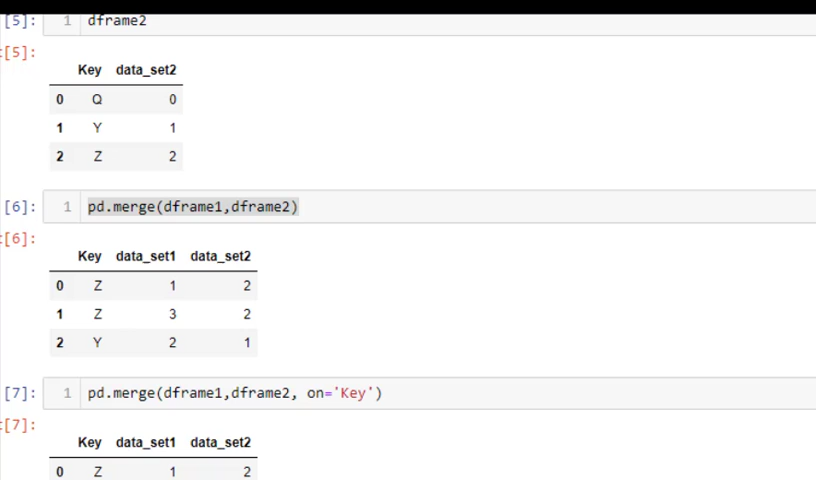 [5]: 1 dframe2
t[5]:
Key data_set2
0 Q 0
1 Y 1
2 Z 2
[6]: 1 pd.merge(dframe1,dframe2)
t[6]:
Key data_set1 data_set2
0 Z 1 2
1 Z 3 2
2 Y 2 1
[7]: 1 pd.merge(dframe1,dframe2, on='Key')
t[7]:
Key data_set1 data_set2
0 Z 1 2